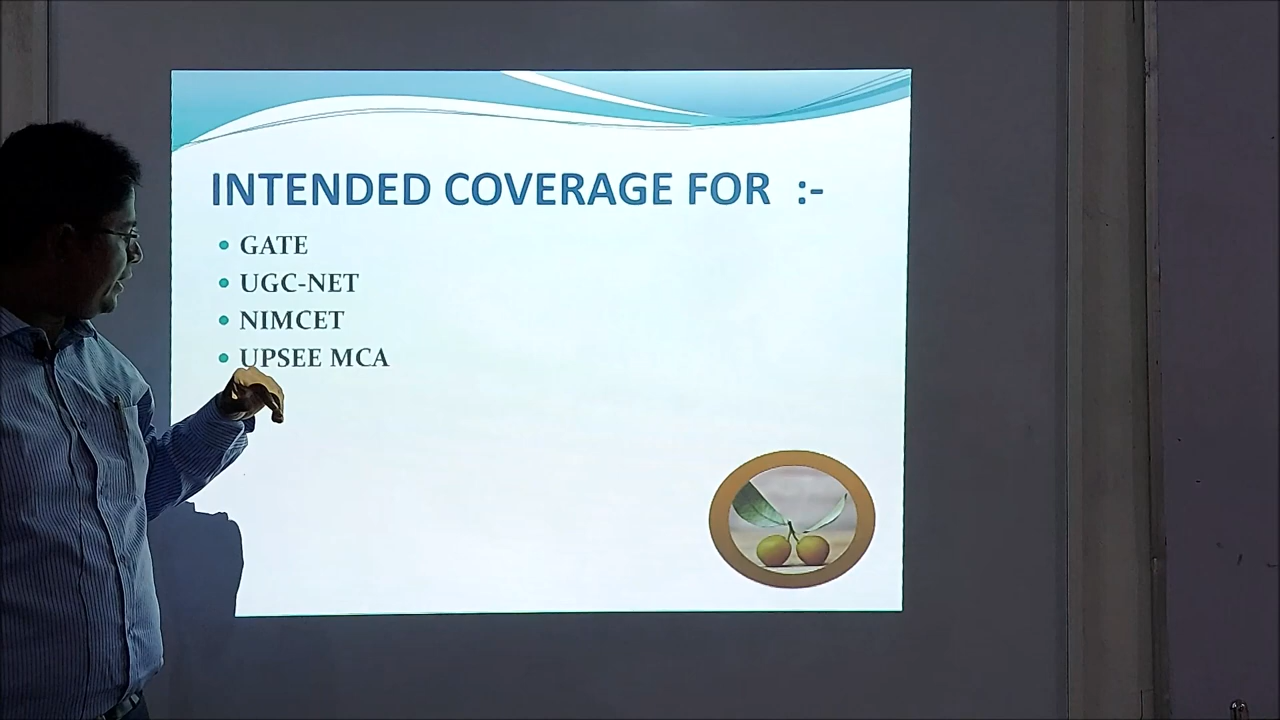 INTENDED COVERAGE FOR :-
• GATE
• UGC-NET
• NIMCET
• UPSEE MCA